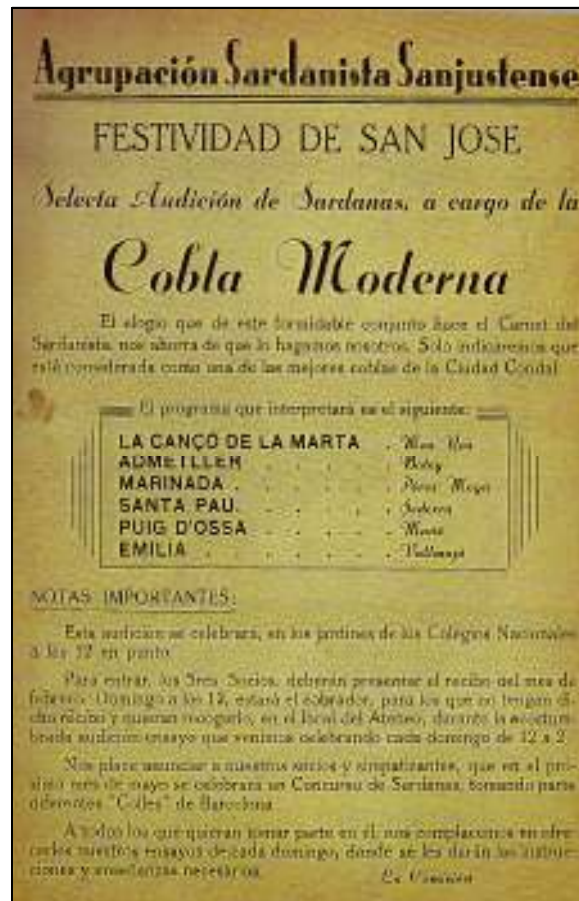 Agrupación Sardanista Sanjustense
FESTIVIDAD DE SAN JOSE
Selecta Audición de Sardanas, a cargo de la
Cobla Moderna
El elogio que de este formidable conjunto hace el Carnet del
Sardanista, nos ahorra de que lo hagamos nosotros. Solo indicaremos que
está considerada como una de las mejores coblas de la Ciudad Condal
El programa que interpretará es el siguiente:
LA CANÇÓ DE LA MARTA . Mas Ros
ADMETLLER . . . . . Botey
MARINADA . . . . . Pérez Moya
SANTA PAU. . . . .
PUIG D'OSSA . . . .
EMILIA . . . . .
NOTAS IMPORTANTES:
Esta audición se celebrará, en los jardines de los Colegios Nacionales
a las 12 en punto
Para entrar, los Sres. Socios, deberán presentar el recibo del mes de
febrero. Domingo a las 12, estará el cobrador, para los que no tengan di-
cho recibo y quieran recogerlo, en el local del Ateneo, durante la acostum-
brada audición ensayo que venimos celebrando cada domingo de 12 a 2
Nos place anunciar a nuestros socios y simpatizantes, que en el pró-
ximo mes de mayo se celebrará un Concurso de Sardanas, tomando parte
diferentes "Colles" de Barcelona
A todos los que quieran tomar parte en él, nos complacemos en ofre-
cerles nuestros ensayos de cada domingo, donde se les darán las instruc-
ciones y enseñanzas necesarias.
La Comisión